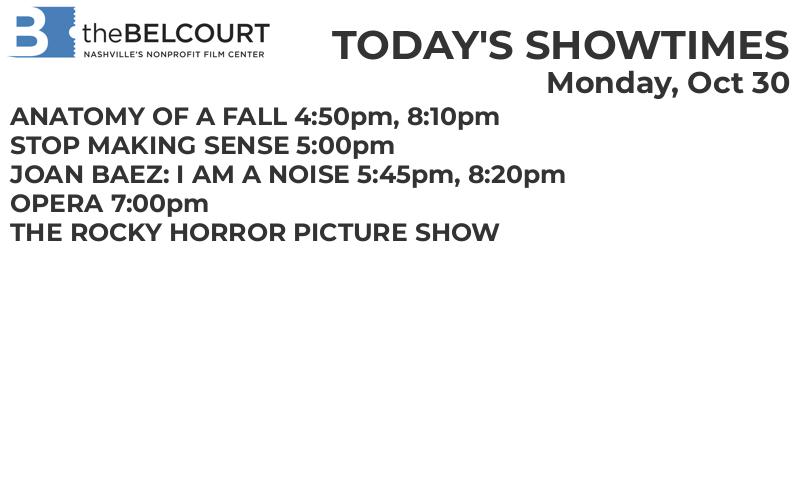 B theBELCOURT
NASHVILLE'S NONPROFIT FILM CENTER
TODAY'S SHOWTIMES
Monday, Oct 30
ANATOMY OF A FALL 4:50pm, 8:10pm
STOP MAKING SENSE 5:00pm
JOAN BAEZ: I AM A NOISE 5:45pm, 8:20pm
OPERA 7:00pm
THE ROCKY HORROR PICTURE SHOW